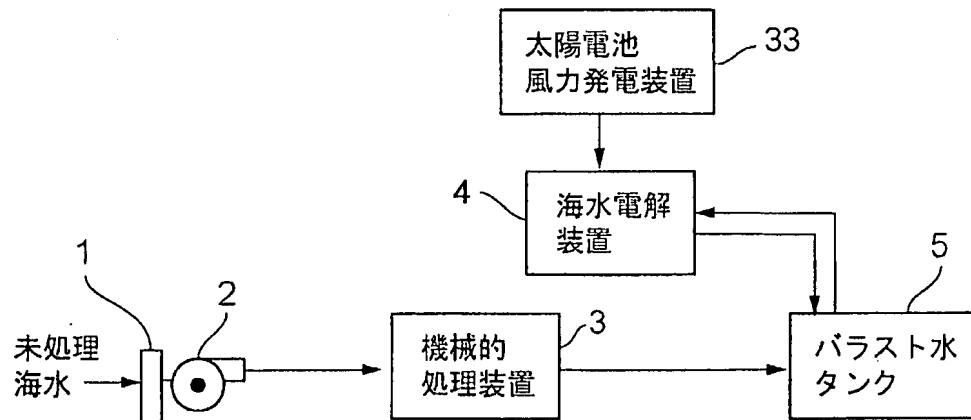 太陽電池
風力発電装置
33
4
海水電解
装置
1
2
5
未処理
海水
機械的
処理装置
3
バラスト水
タンク